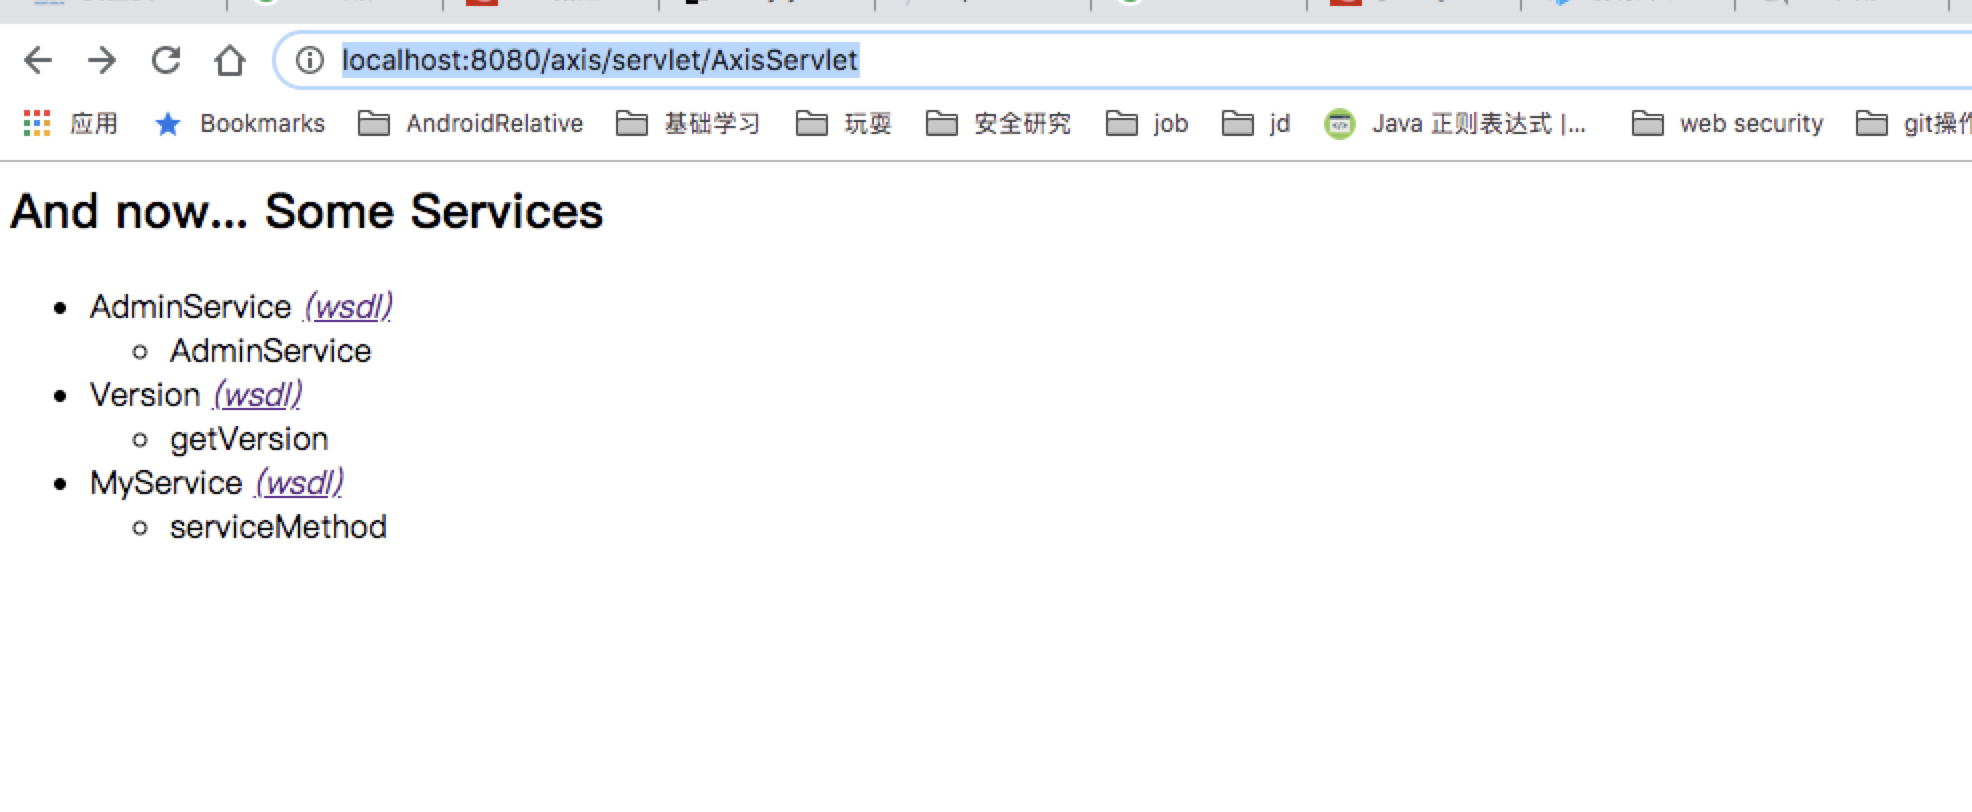 localhost:8080/axis/servlet/AxisServlet
应用 Bookmarks AndroidRelative 基础学习 玩耍 安全研究 job jd Java 正则表达式 |... web security git操作
And now... Some Services
AdminService (wsdl)
AdminService
Version (wsdl)
getVersion
MyService (wsdl)
serviceMethod